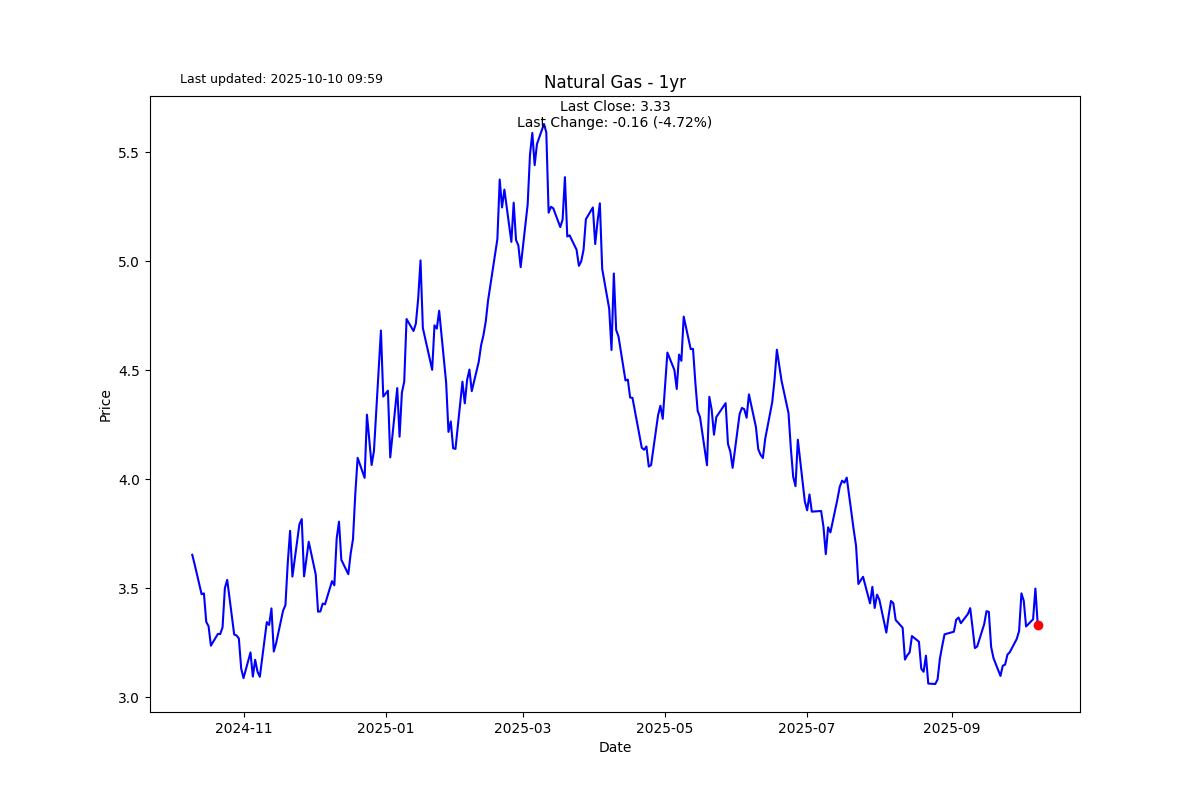 Last updated: 2025-10-10 09:59
Natural Gas - 1yr
Last Close: 3.33
Last Change: -0.16 (-4.72%)
5.5
5.0
4.5
4.0
3.5
3.0
Price
2024-11
2025-01
2025-03
2025-05
2025-07
2025-09
Date